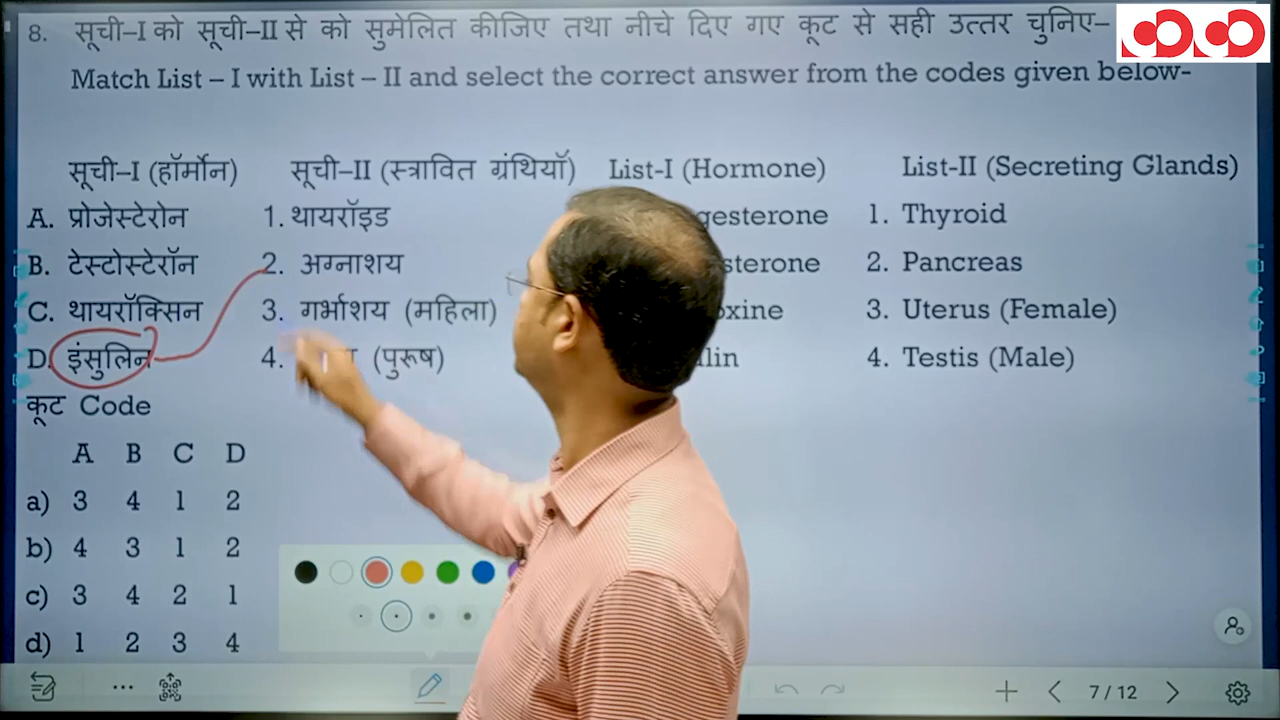 8. सूची–I को सूची–II से को सुमेलित कीजिए तथा नीचे दिए गए कूट से सही उत्तर चुनिए–
Match List – I with List – II and select the correct answer from the codes given below-
सूची–I (हॉर्मोन) सूची–II (स्त्रावित ग्रंथियॉ) List-I (Hormone) List-II (Secreting Glands)
A. प्रोजेस्टेरोन 1. थायरॉइड gesterone 1. Thyroid
B. टेस्टोस्टेरॉन 2. अग्नाशय sterone 2. Pancreas
C. थायरॉक्सिन 3. गर्भाशय (महिला) oxine 3. Uterus (Female)
D. इंसुलिन 4. (पुरूष) lin 4. Testis (Male)
कूट Code
A B C D
a) 3 4 1 2
b) 4 3 1 2
c) 3 4 2 1
d) 1 2 3 4
7 / 12